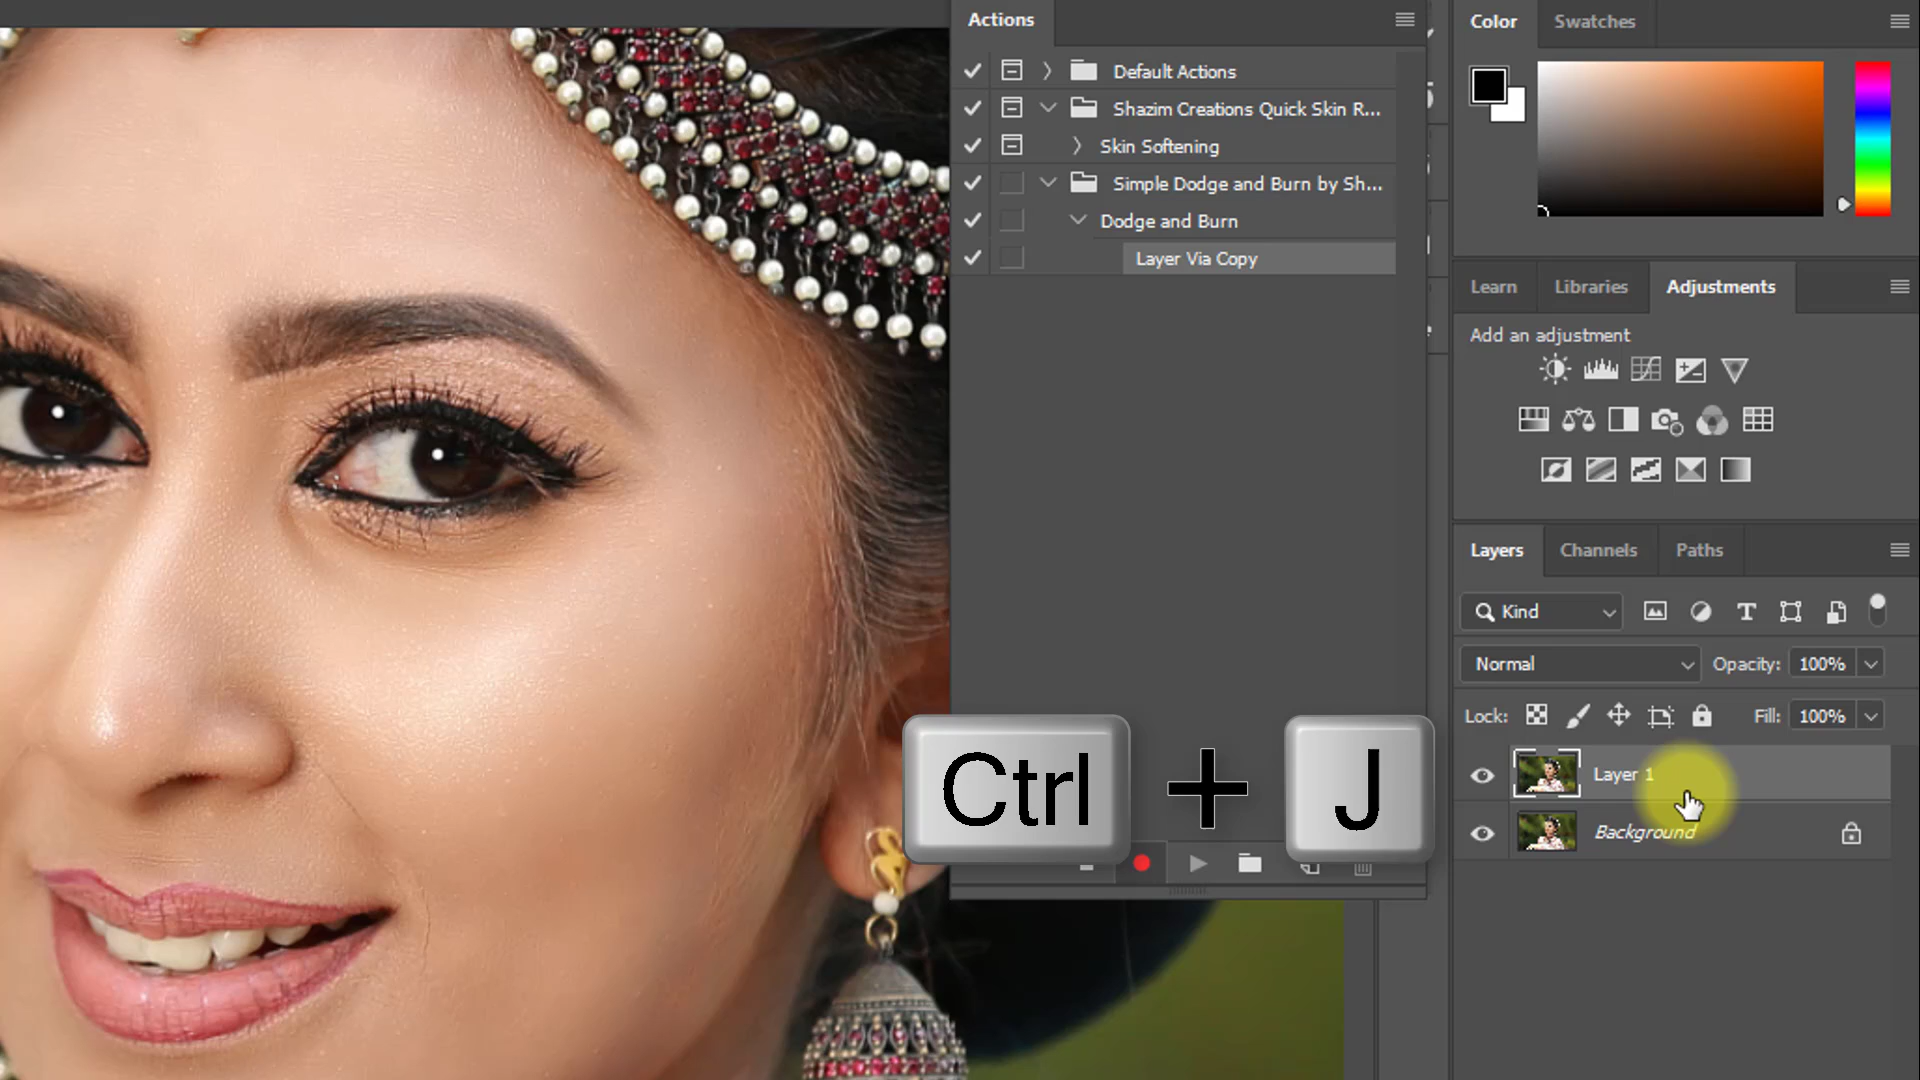 Actions
Default Actions
Shazim Creations Quick Skin R...
Skin Softening
Simple Dodge and Burn by Sh...
Dodge and Burn
Layer Via Copy
Color Swatches
Learn Libraries Adjustments
Add an adjustment
Layers Channels Paths
Kind
Normal Opacity: 100%
Lock: Fill: 100%
Layer 1
Background
Ctrl + J